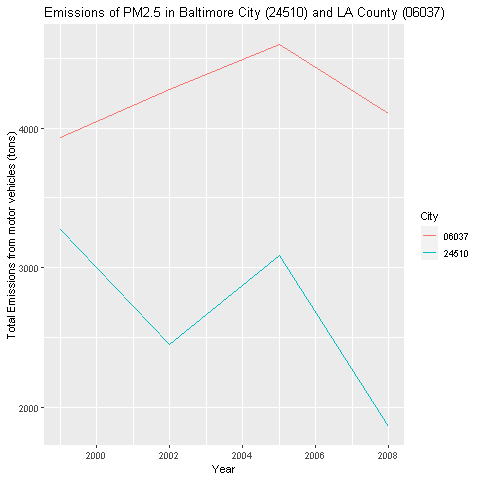 Emissions of PM2.5 in Baltimore City (24510) and LA County (06037)
Total Emissions from motor vehicles (tons)
4000
3000
2000
2000
2002
2004
2006
2008
Year
City
06037
24510